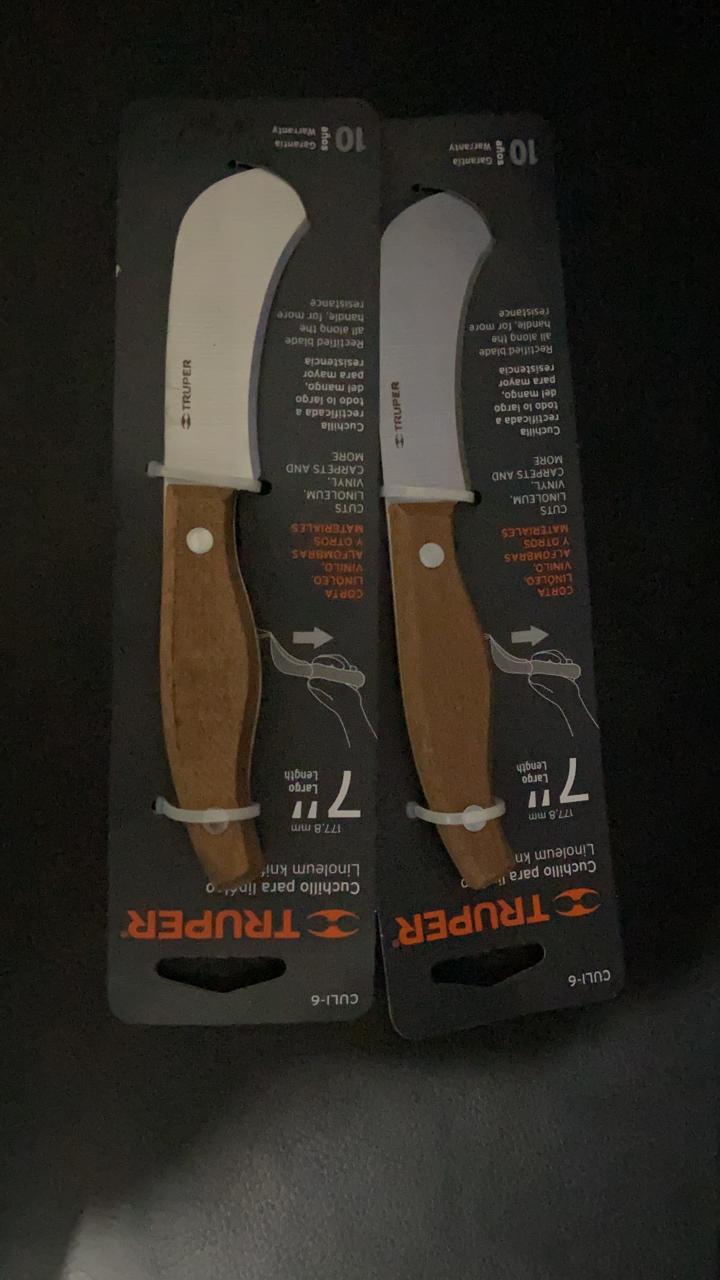 CULI-6
TRUPER
Cuchillo para linóleo
Linoleum knife
7"
177,8 mm
Largo
Length
CORTA
LINÓLEO,
VINILO,
ALFOMBRAS
Y OTROS
MATERIALES
CUTS
LINOLEUM,
VINYL,
CARPETS AND
MORE
Cuchilla
rectificada a
todo lo largo
del mango,
para mayor
resistencia
Rectified blade
all along the
handle, for more
resistance
10
años
Garantía
Warranty
TRUPER
CULI-6
TRUPER
Cuchillo para
Linoleum kn
7"
177,8 mm
Largo
Length
CORTA
LINÓLEO,
VINILO,
ALFOMBRAS
Y OTROS
MATERIALES
CUTS
LINOLEUM,
VINYL,
CARPETS AND
MORE
Cuchilla
rectificada a
todo lo largo
del mango,
para mayor
resistencia
Rectified blade
all along the
handle, for more
resistance
10
años
Garantía
Warranty
TRUPER